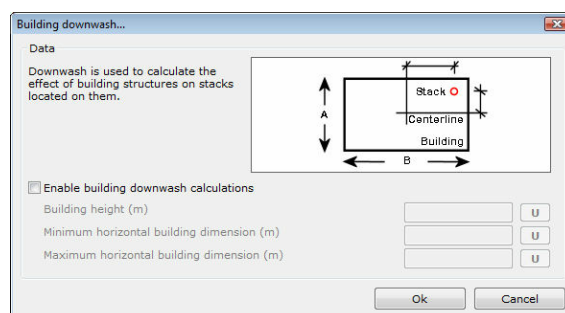 Building downwash...
Data
Downwash is used to calculate the
effect of building structures on stacks
located on them.
Stack
A
Centerline
Building
B
Enable building downwash calculations
Building height (m)
U
Minimum horizontal building dimension (m)
U
Maximum horizontal building dimension (m)
U
Ok
Cancel